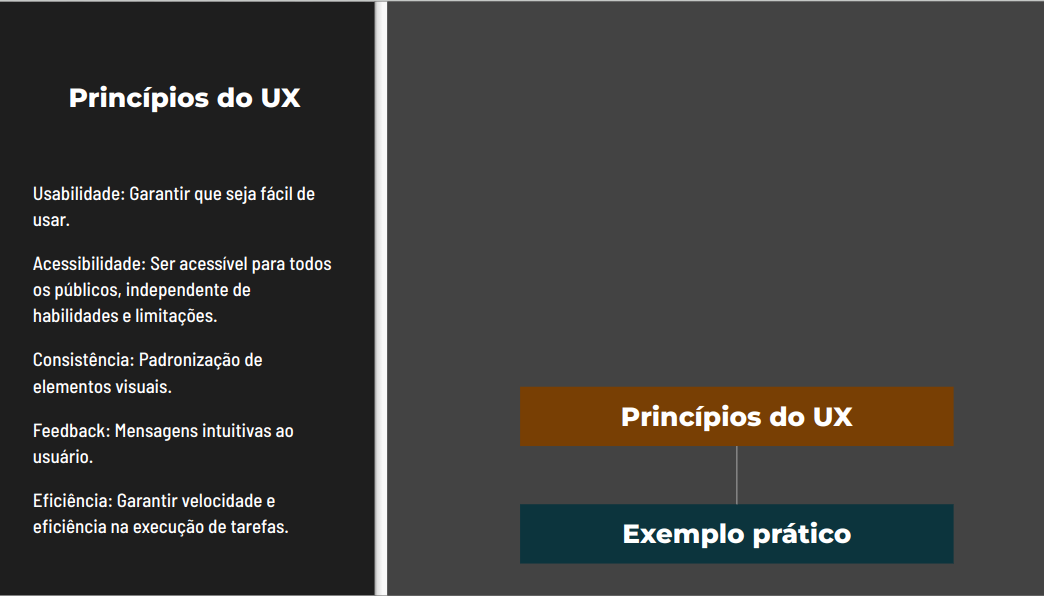 Princípios do UX
Usabilidade: Garantir que seja fácil de
usar.
Acessibilidade: Ser acessível para todos
os públicos, independente de
habilidades e limitações.
Consistência: Padronização de
elementos visuais.
Feedback: Mensagens intuitivas ao
usuário.
Eficiência: Garantir velocidade e
eficiência na execução de tarefas.
Princípios do UX
Exemplo prático